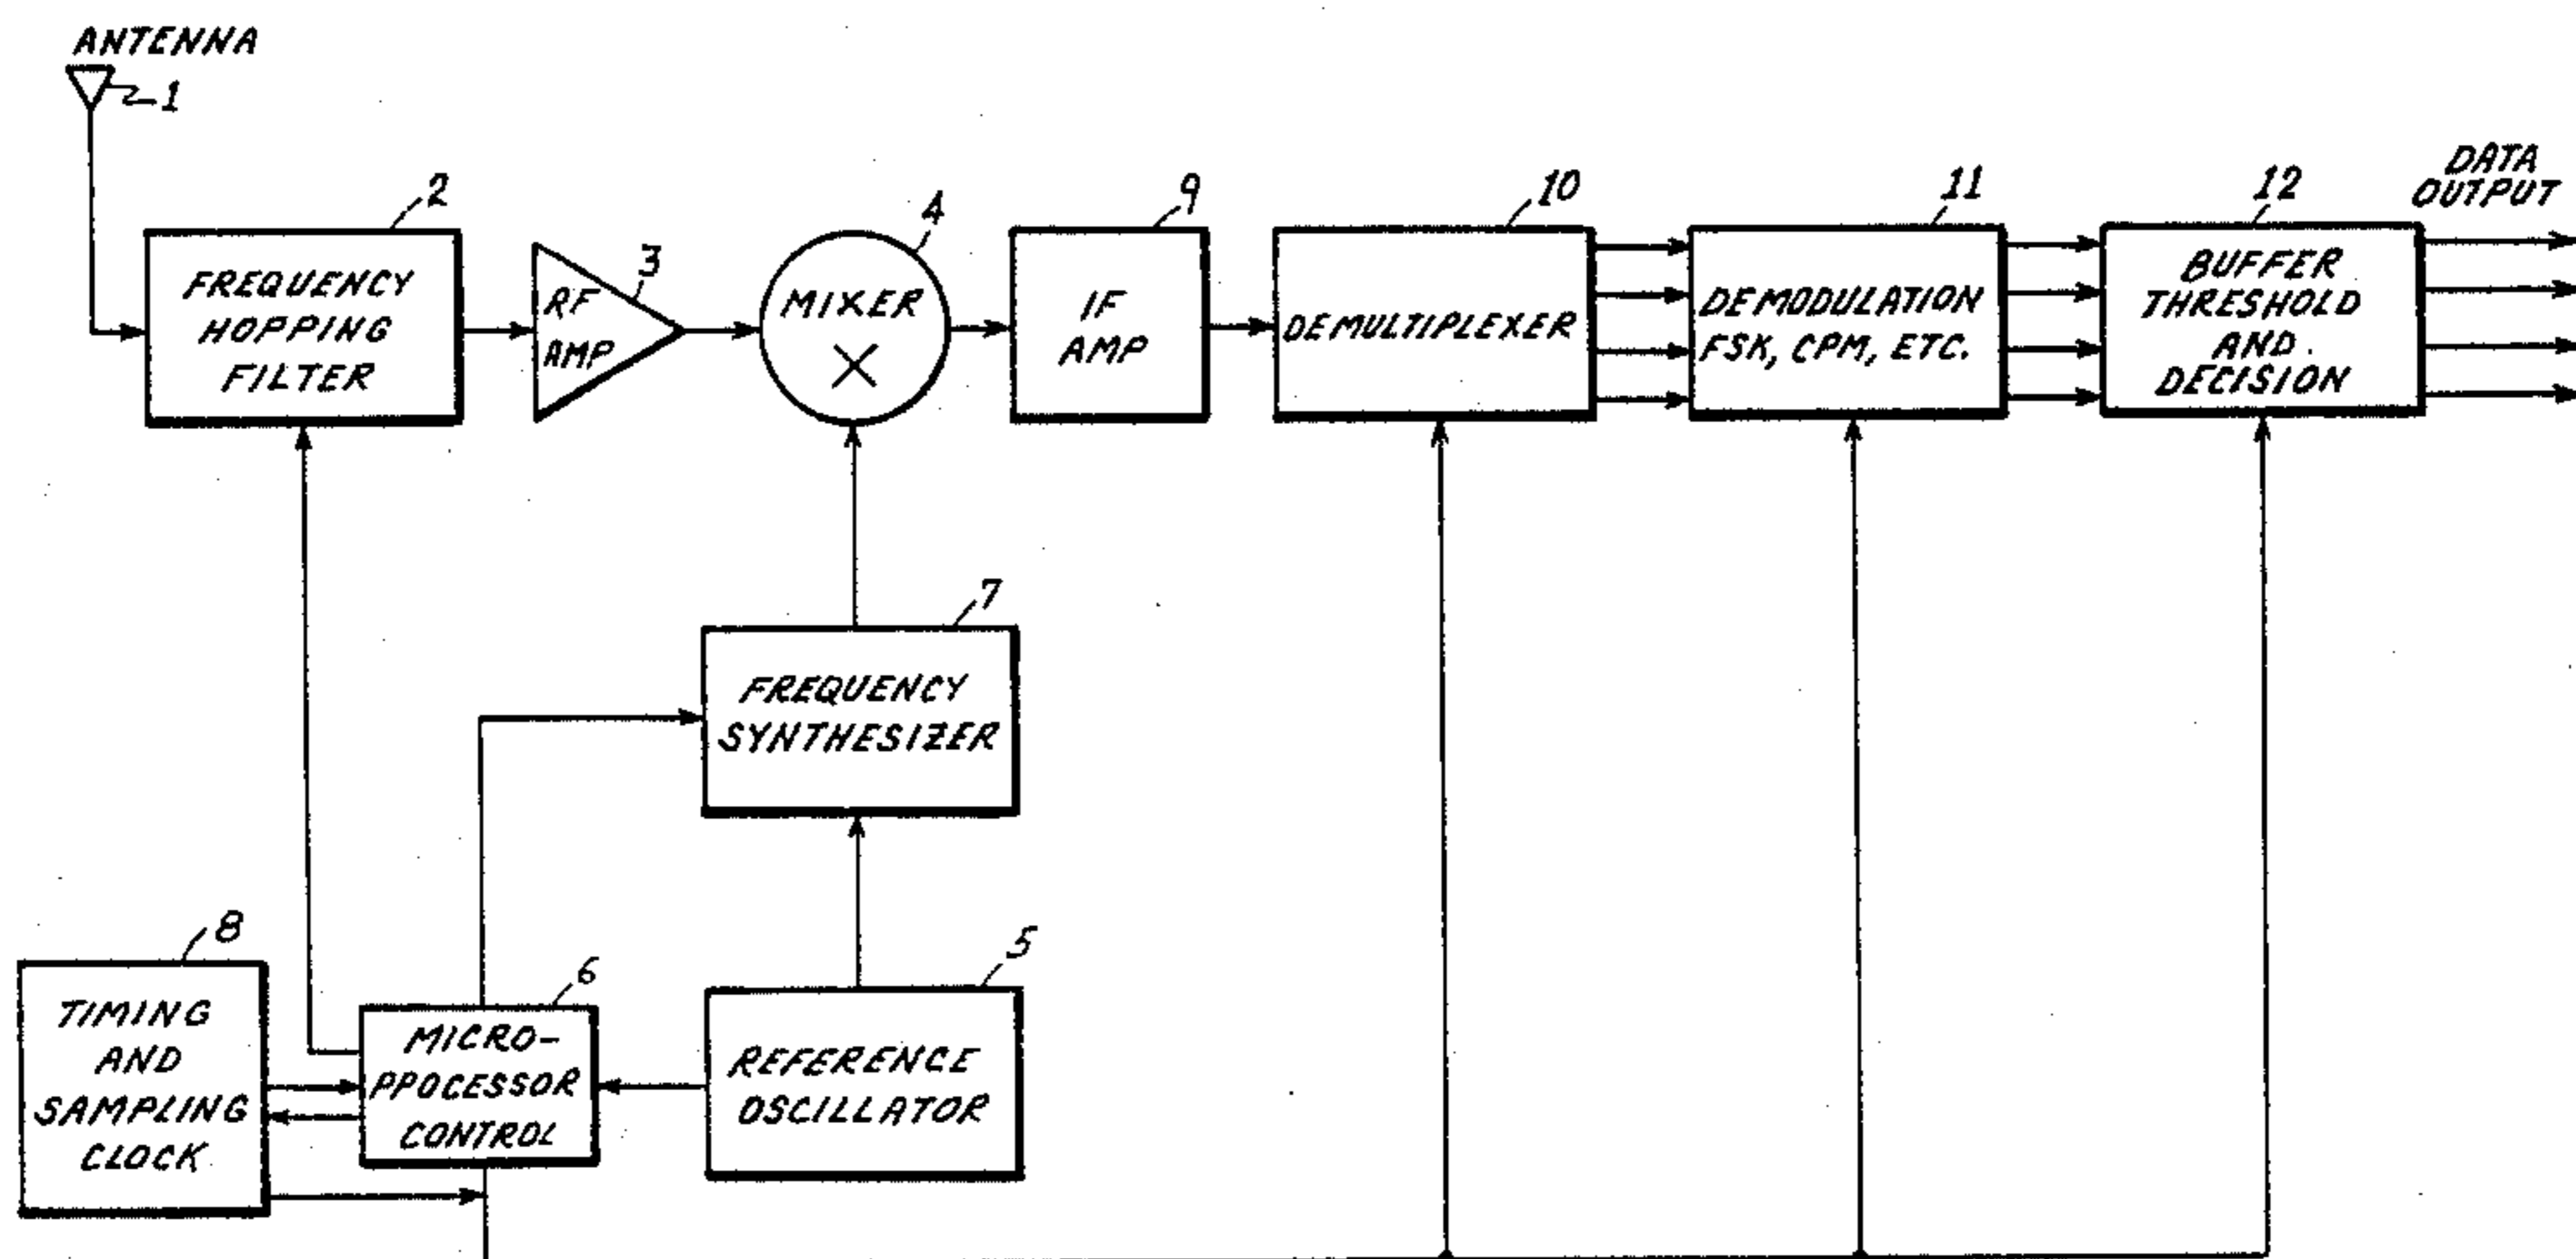 ANTENNA
1
2
FREQUENCY
HOPPING
FILTER
3
RF
AMP
4
MIXER
9
IF
AMP
10
DEMULTIPLEXER
11
DEMODULATION
FSK, CPM, ETC.
12
BUFFER
THRESHOLD
AND
DECISION
DATA
OUTPUT
7
FREQUENCY
SYNTHESIZER
8
TIMING
AND
SAMPLING
CLOCK
6
MICRO-
PPOCESSOR
CONTROL
5
REFERENCE
OSCILLATOR